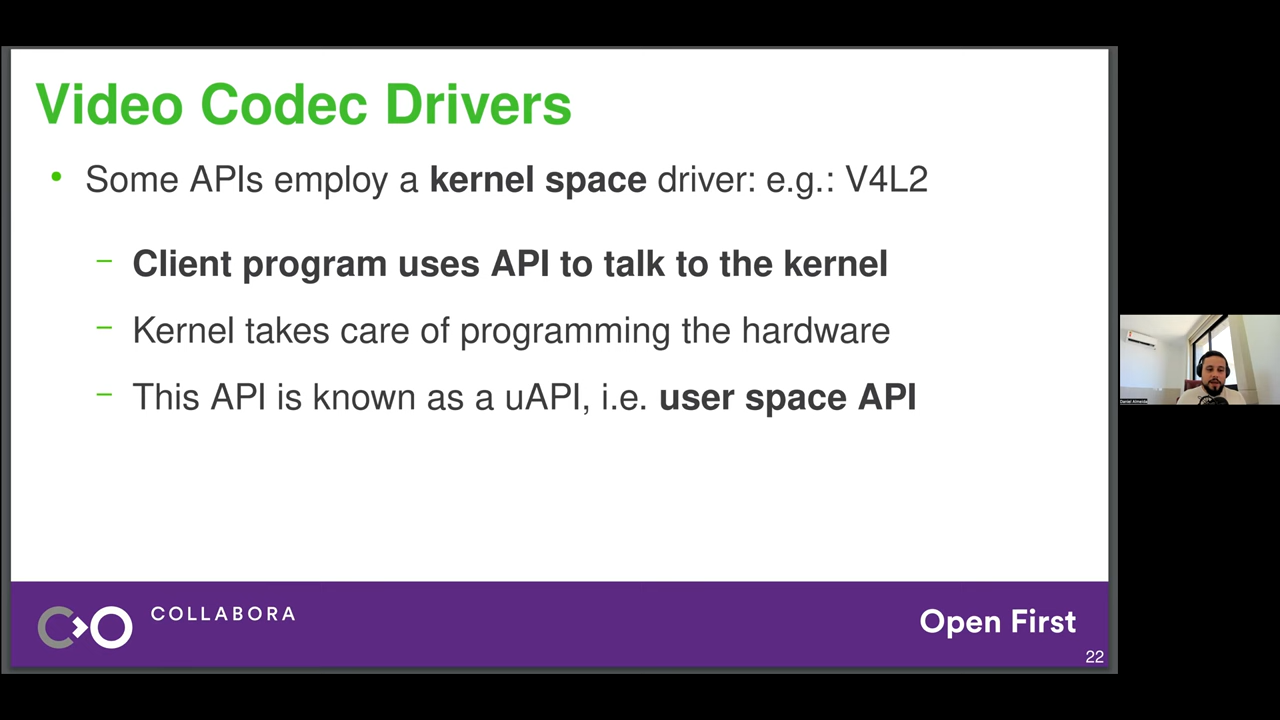 Video Codec Drivers
• Some APIs employ a kernel space driver: e.g.: V4L2
– Client program uses API to talk to the kernel
– Kernel takes care of programming the hardware
– This API is known as a uAPI, i.e. user space API
COLLABORA
Open First
22
Daniel Almeida